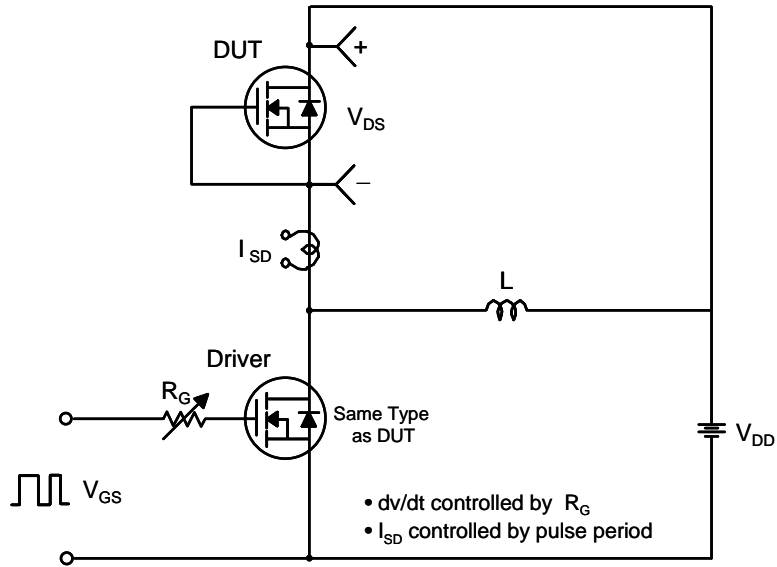 DUT
+
VDS
–
ISD
L
Driver
RG
Same Type
as DUT
VDD
VGS
• dv/dt controlled by RG
• ISD controlled by pulse period